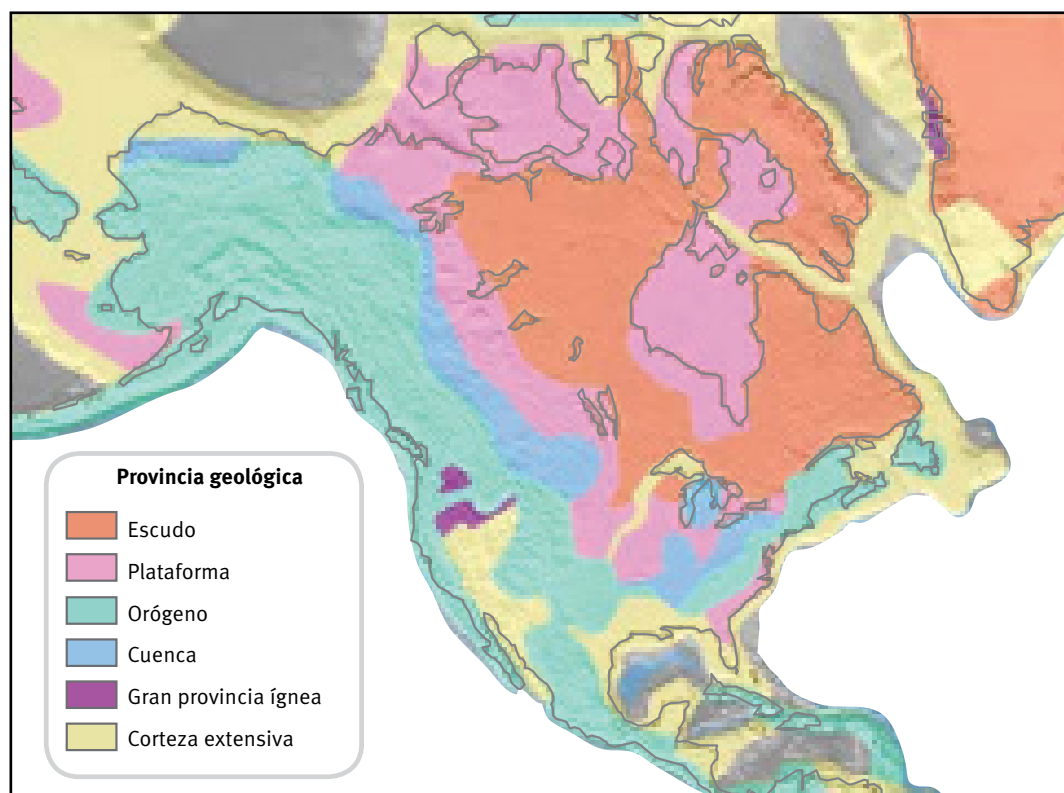 Provincia geológica
Escudo
Plataforma
Orógeno
Cuenca
Gran provincia ígnea
Corteza extensiva